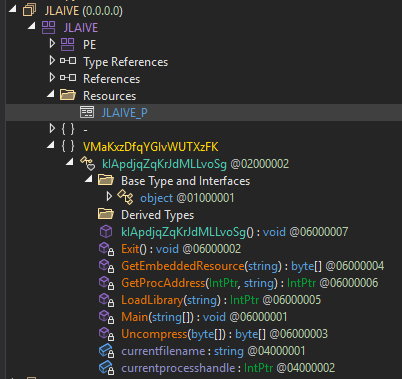 JLAIVE (0.0.0.0)
JLAIVE
PE
Type References
References
Resources
JLAIVE_P
{ } -
{ } VMaKxzDfqYGlvWUTXzFK
klApdjqZqKrJdMLLvoSg @02000002
Base Type and Interfaces
object @01000001
Derived Types
klApdjqZqKrJdMLLvoSg() : void @06000007
Exit() : void @06000002
GetEmbeddedResource(string) : byte[] @06000004
GetProcAddress(IntPtr, string) : IntPtr @06000006
LoadLibrary(string) : IntPtr @06000005
Main(string[]) : void @06000001
Uncompress(byte[]) : byte[] @06000003
currentfilename : string @04000001
currentprocesshandle : IntPtr @04000002